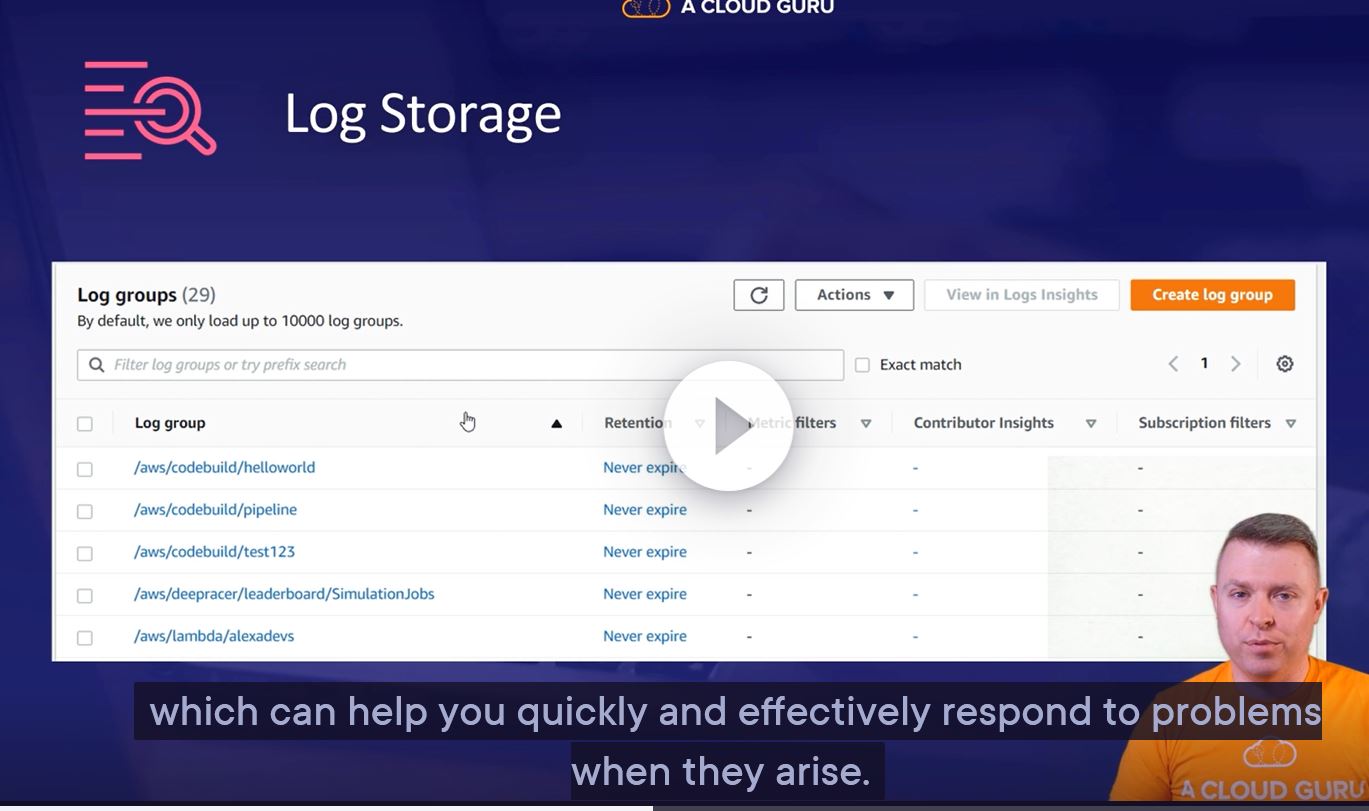 A CLOUD GURU
Log Storage
Log groups (29)
By default, we only load up to 10000 log groups.
Actions
View in Logs Insights
Create log group
Filter log groups or try prefix search
Exact match
1
Log group
Retention
Metric filters
Contributor Insights
Subscription filters
/aws/codebuild/helloworld Never expire - - -
/aws/codebuild/pipeline Never expire - - -
/aws/codebuild/test123 Never expire - - -
/aws/deepracer/leaderboard/SimulationJobs Never expire - - -
/aws/lambda/alexadevs Never expire - - -
which can help you quickly and effectively respond to problems
when they arise.
A CLOUD GURU